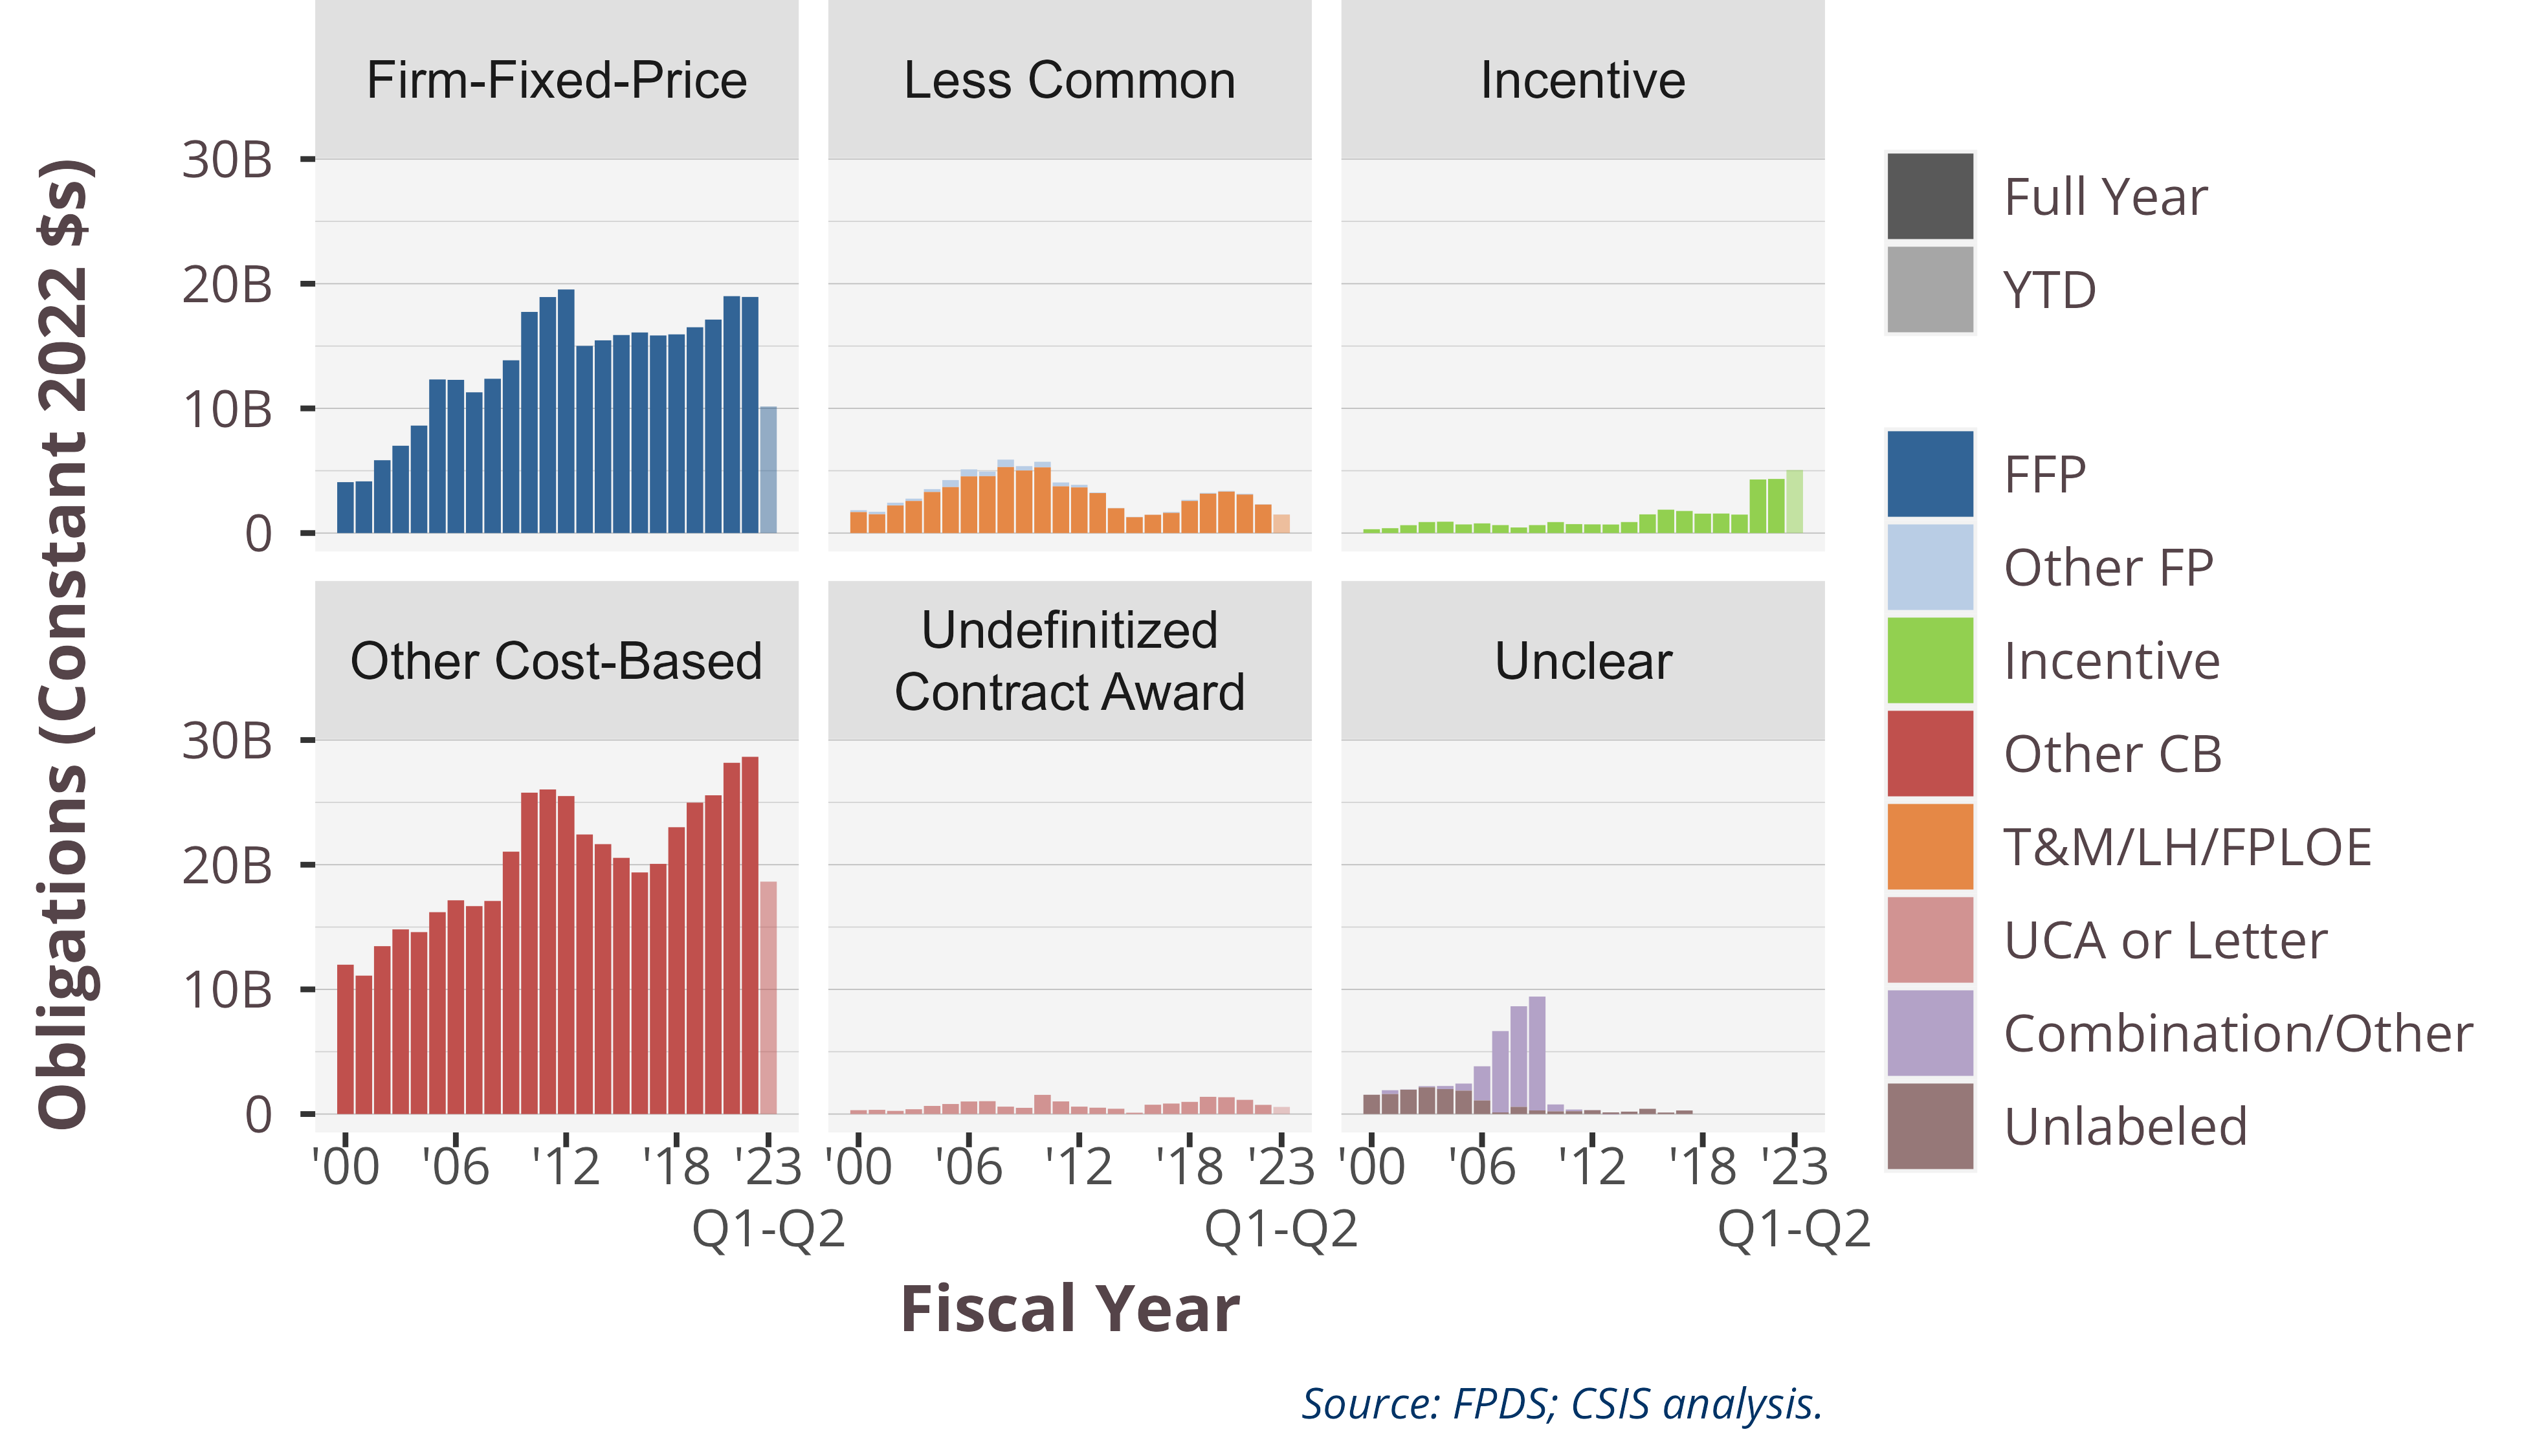 Firm-Fixed-Price
Less Common
Incentive
30B
20B
10B
0
Other Cost-Based
Undefinitized
Contract Award
Unclear
30B
20B
10B
0
'00 '06 '12 '18 '23
Q1-Q2
'00 '06 '12 '18 '23
Q1-Q2
'00 '06 '12 '18 '23
Q1-Q2
Obligations (Constant 2022 $s)
Fiscal Year
Full Year
YTD
FFP
Other FP
Incentive
Other CB
T&M/LH/FPLOE
UCA or Letter
Combination/Other
Unlabeled
Source: FPDS; CSIS analysis.